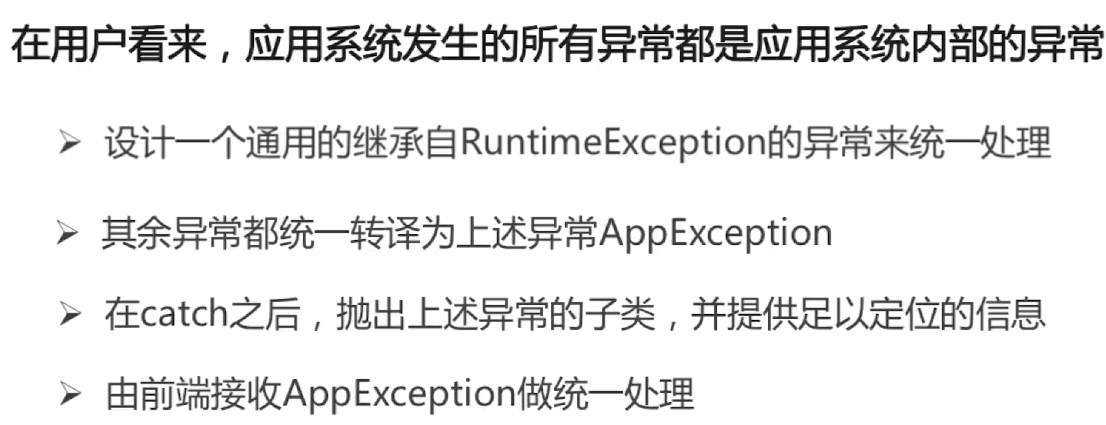 在用户看来，应用系统发生的所有异常都是应用系统内部的异常
➢ 设计一个通用的继承自RuntimeException的异常来统一处理
➢ 其余异常都统一转译为上述异常AppException
➢ 在catch之后，抛出上述异常的子类，并提供足以定位的信息
➢ 由前端接收AppException做统一处理